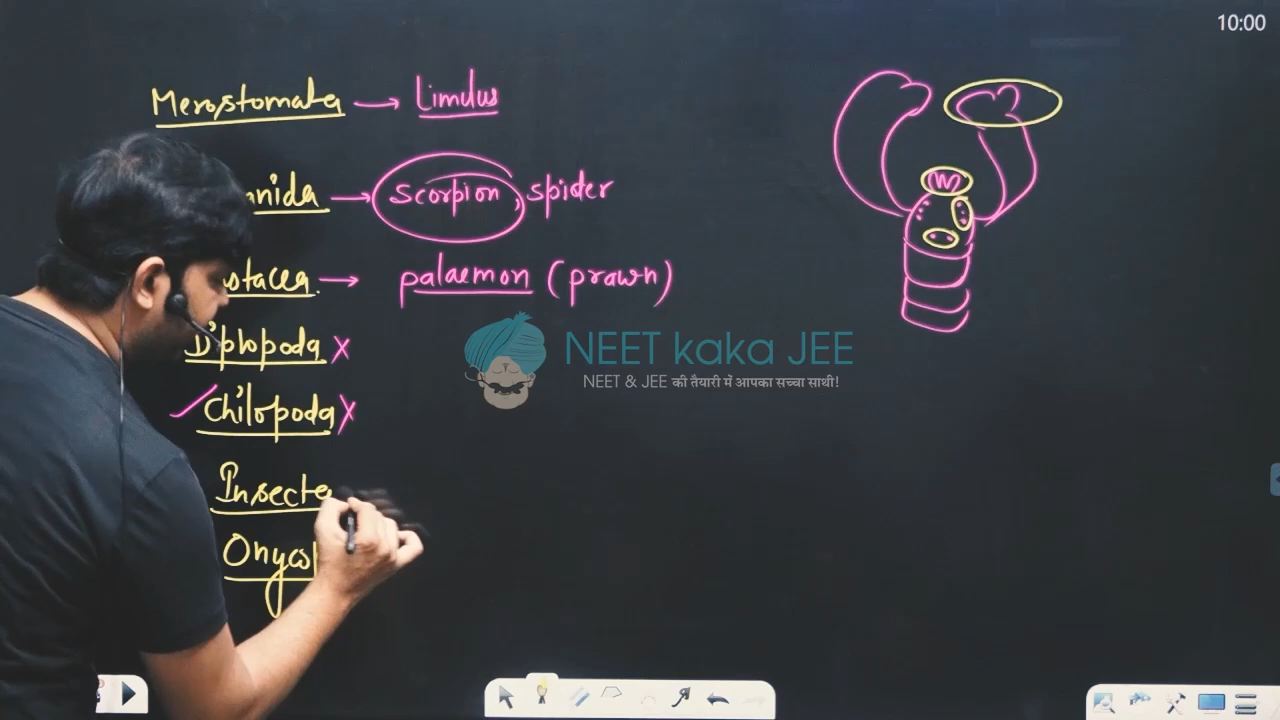 10:00
Merostomata → Limulus
nida → scorpion, spider
stacea. → palaemon (prawn)
Diplopoda x
✓ Chilopoda x
Insecta
Onyco
NEET kaka JEE
NEET & JEE की तैयारी में आपका सच्चा साथी!